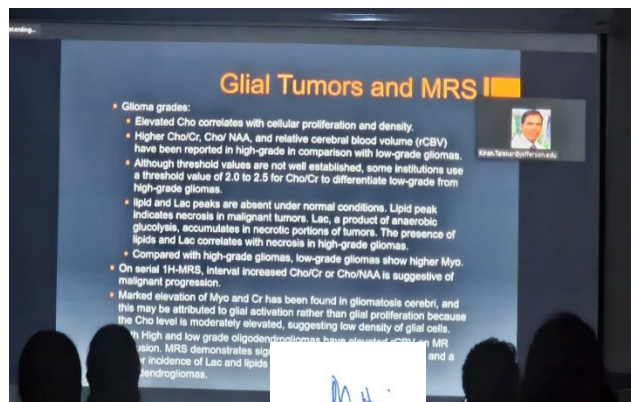 ecording...
Glial Tumors and MRS
Kiran.Talekar@jefferson.edu
Glioma grades:
Elevated Cho correlates with cellular proliferation and density.
Higher Cho/Cr, Cho/ NAA, and relative cerebral blood volume (rCBV)
have been reported in high-grade in comparison with low-grade gliomas.
Although threshold values are not well established, some institutions use
a threshold value of 2.0 to 2.5 for Cho/Cr to differentiate low-grade from
high-grade gliomas.
lipid and Lac peaks are absent under normal conditions. Lipid peak
indicates necrosis in malignant tumors. Lac, a product of anaerobic
glucolysis, accumulates in necrotic portions of tumors. The presence of
lipids and Lac correlates with necrosis in high-grade gliomas.
Compared with high-grade gliomas, low-grade gliomas show higher Myo.
On serial 1H-MRS, interval increased Cho/Cr or Cho/NAA is suggestive of
malignant progression.
Marked elevation of Myo and Cr has been found in gliomatosis cerebri, and
this may be attributed to glial activation rather than glial proliferation because
the Cho level is moderately elevated, suggesting low density of glial cells.
High and low grade oligodendrogliomas have elevated rCBV on MR
usion. MRS demonstrates and a
r incidence of Lac and lipids
dendrogliomas.